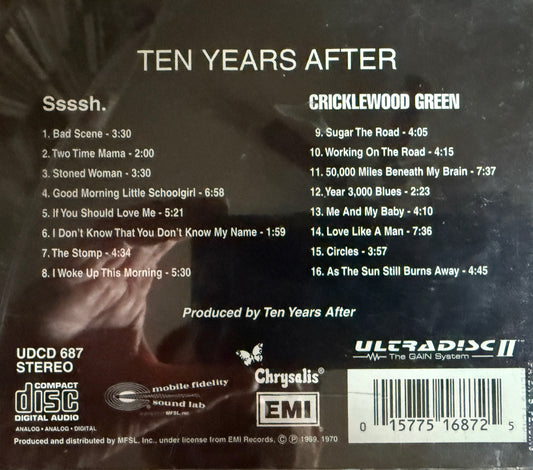 TEN YEARS AFTER
Ssssh.
1. Bad Scene - 3:30
2. Two Time Mama - 2:00
3. Stoned Woman - 3:30
4. Good Morning Little Schoolgirl - 6:58
5. If You Should Love Me - 5:21
6. I Don't Know That You Don't Know My Name - 1:59
7. The Stomp - 4:34
8. I Woke Up This Morning - 5:30
CRICKLEWOOD GREEN
9. Sugar The Road - 4:05
10. Working On The Road - 4:15
11. 50,000 Miles Beneath My Brain - 7:37
12. Year 3,000 Blues - 2:23
13. Me And My Baby - 4:10
14. Love Like A Man - 7:36
15. Circles - 3:57
16. As The Sun Still Burns Away - 4:45
Produced by Ten Years After
UDCD 687
STEREO
COMPACT
disc
DIGITAL AUDIO
ANALOG • ANALOG • DIGITAL
mobile fidelity
sound lab
MFSL, INC.
Chrysalis®
EMI
ULTRADISC II™
The GAIN System
0 15775 16872 5
Produced and distributed by MFSL, Inc., under license from EMI Records, Ⓒ Ⓟ 1969, 1970